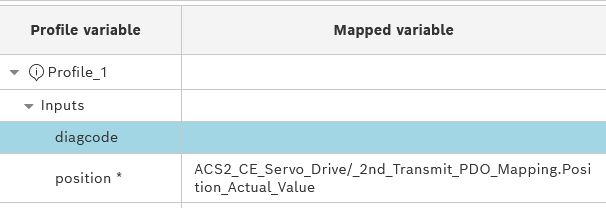 Profile variable
Mapped variable
Profile_1
Inputs
diagcode
position *
ACS2_CE_Servo_Drive/_2nd_Transmit_PDO_Mapping.Posi
tion_Actual_Value